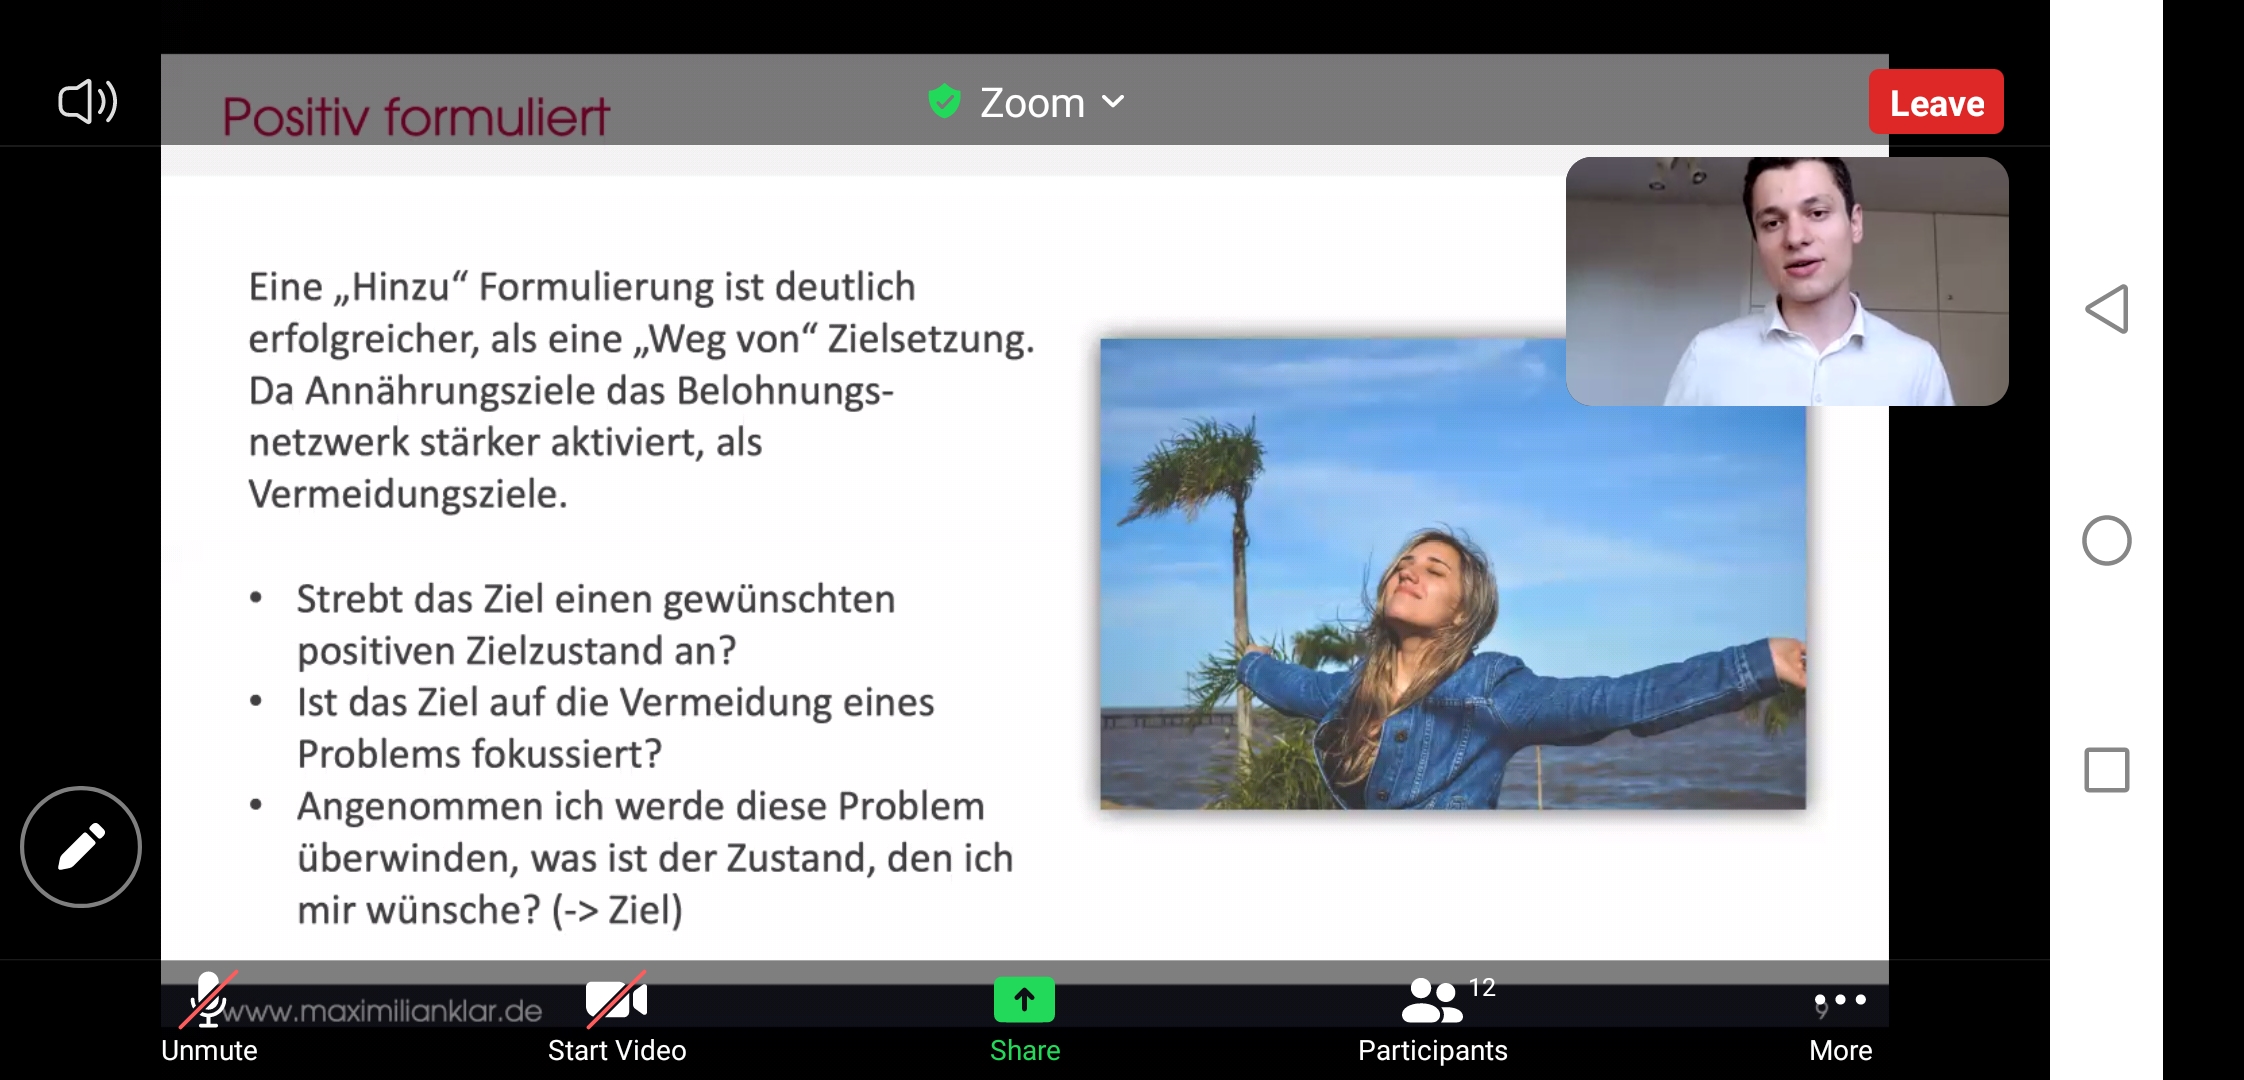 Positiv formuliert
Zoom
Leave
Eine „Hinzu“ Formulierung ist deutlich
erfolgreicher, als eine „Weg von“ Zielsetzung.
Da Annährungsziele das Belohnungs-
netzwerk stärker aktiviert, als
Vermeidungsziele.
• Strebt das Ziel einen gewünschten
positiven Zielzustand an?
• Ist das Ziel auf die Vermeidung eines
Problems fokussiert?
• Angenommen ich werde diese Problem
überwinden, was ist der Zustand, den ich
mir wünsche? (-> Ziel)
www.maximilianklar.de
12
9
Unmute
Start Video
Share
Participants
More